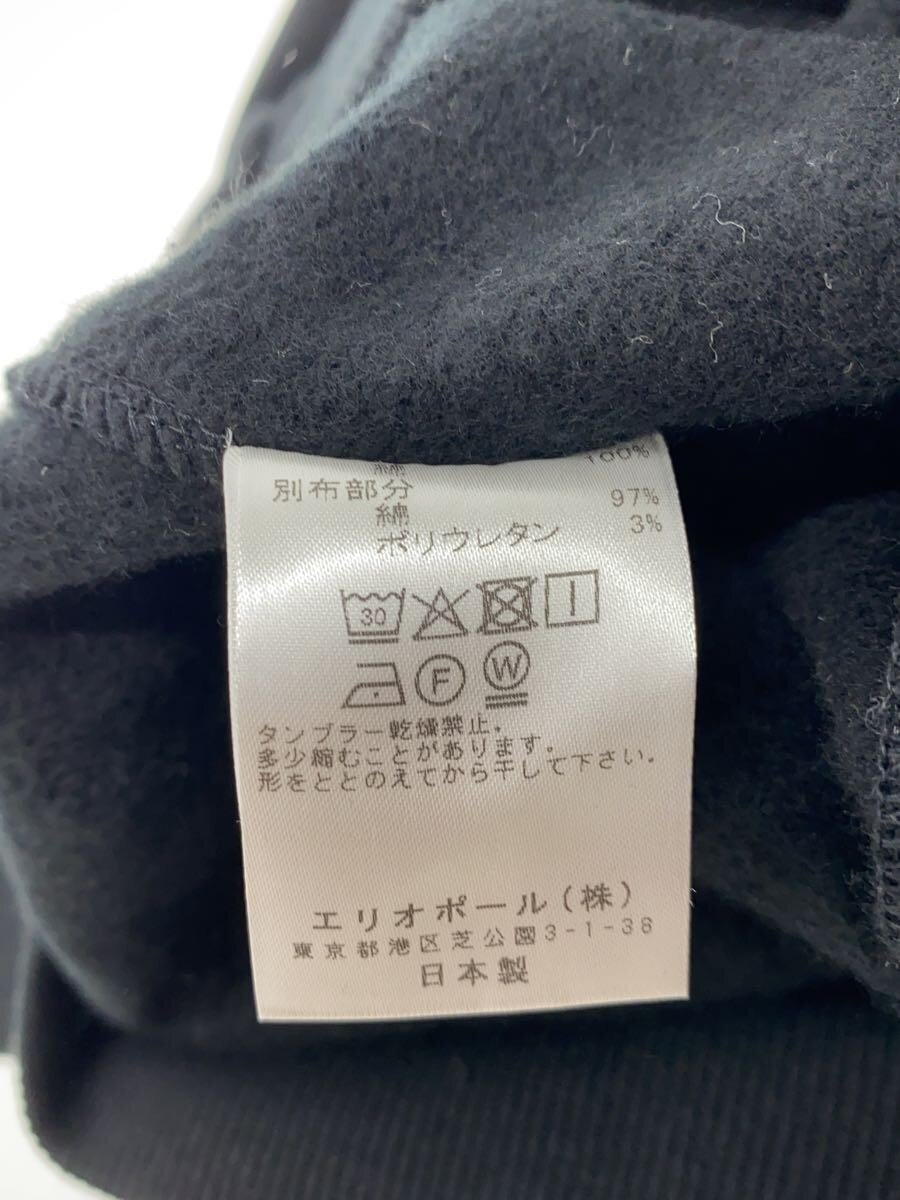 綿 100%
別布部分
綿 97%
ポリウレタン 3%
30
F W
タンブラー乾燥禁止.
多少縮むことがあります.
形をととのえてから干して下さい.
エリオポール(株)
東京都港区芝公園3-1-38
日本製